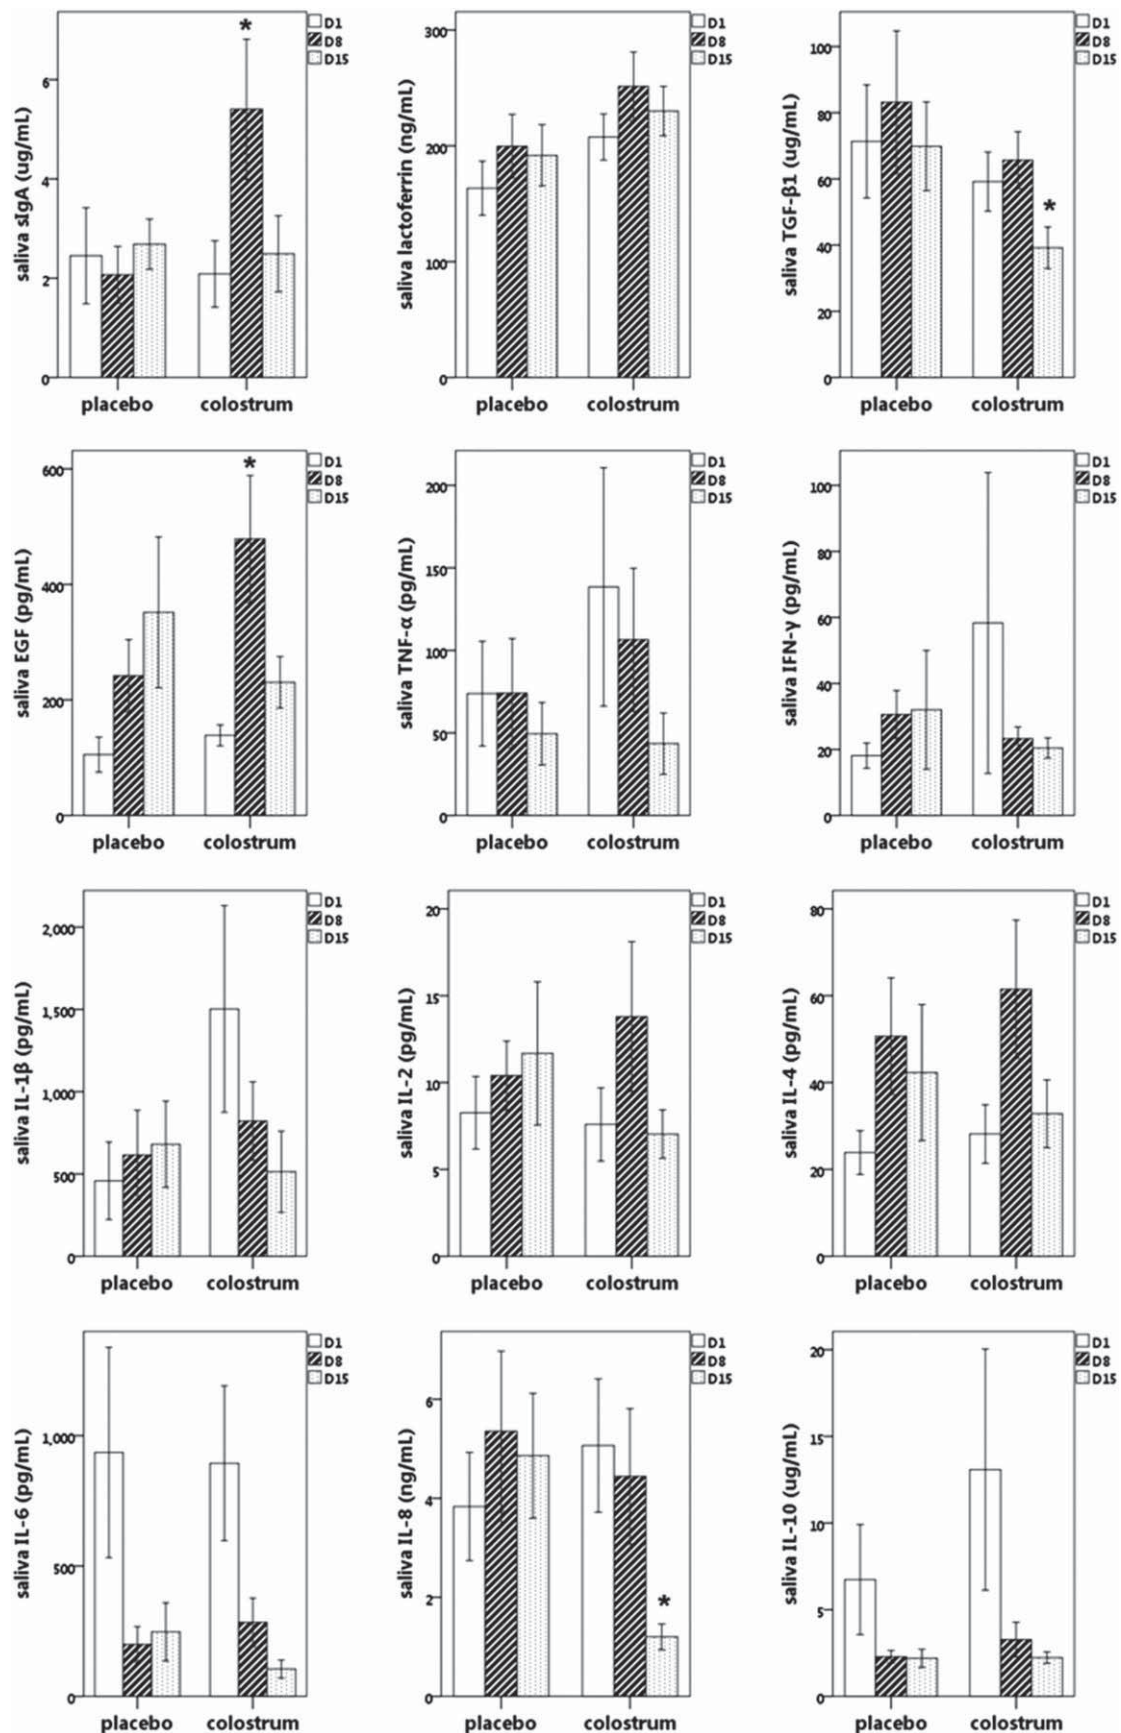 saliva sIgA (ug/mL)
6
4
2
0
*
placebo
colostrum
D1
D8
D15
saliva lactoferrin (ng/mL)
300
200
100
0
placebo
colostrum
D1
D8
D15
saliva TGF-β1 (ug/mL)
100
80
60
40
20
0
*
placebo
colostrum
D1
D8
D15
saliva EGF (pg/mL)
600
400
200
0
*
placebo
colostrum
D1
D8
D15
saliva TNF-α (pg/mL)
200
150
100
50
0
placebo
colostrum
D1
D8
D15
saliva IFN-γ (pg/mL)
100
80
60
40
20
0
placebo
colostrum
D1
D8
D15
saliva IL-1β (pg/mL)
2,000
1,500
1,000
500
0
placebo
colostrum
D1
D8
D15
saliva IL-2 (pg/mL)
20
15
10
5
0
placebo
colostrum
D1
D8
D15
saliva IL-4 (pg/mL)
80
60
40
20
0
placebo
colostrum
D1
D8
D15
saliva IL-6 (pg/mL)
1,000
500
0
placebo
colostrum
D1
D8
D15
saliva IL-8 (ng/mL)
6
4
2
0
*
placebo
colostrum
D1
D8
D15
saliva IL-10 (ug/mL)
20
15
10
5
0
placebo
colostrum
D1
D8
D15